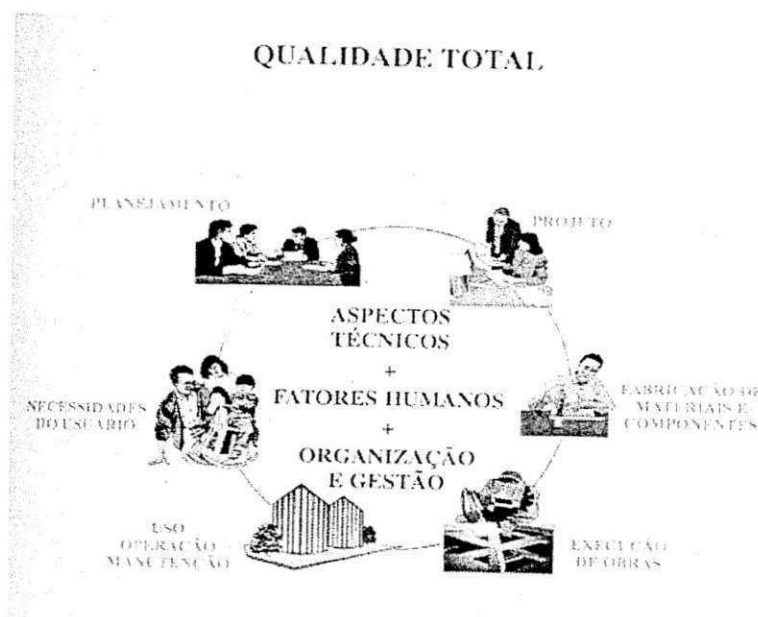 QUALIDADE TOTAL
PLANEJAMENTO
PROJETO
ASPECTOS
TÉCNICOS
+
FATORES HUMANOS
+
ORGANIZAÇÃO
E GESTÃO
NECESSIDADES
DO USUÁRIO
FABRICAÇÃO DE
MATERIAIS E
COMPONENTES
USO
OPERAÇÃO
MANUTENÇÃO
EXECUÇÃO
DE OBRAS